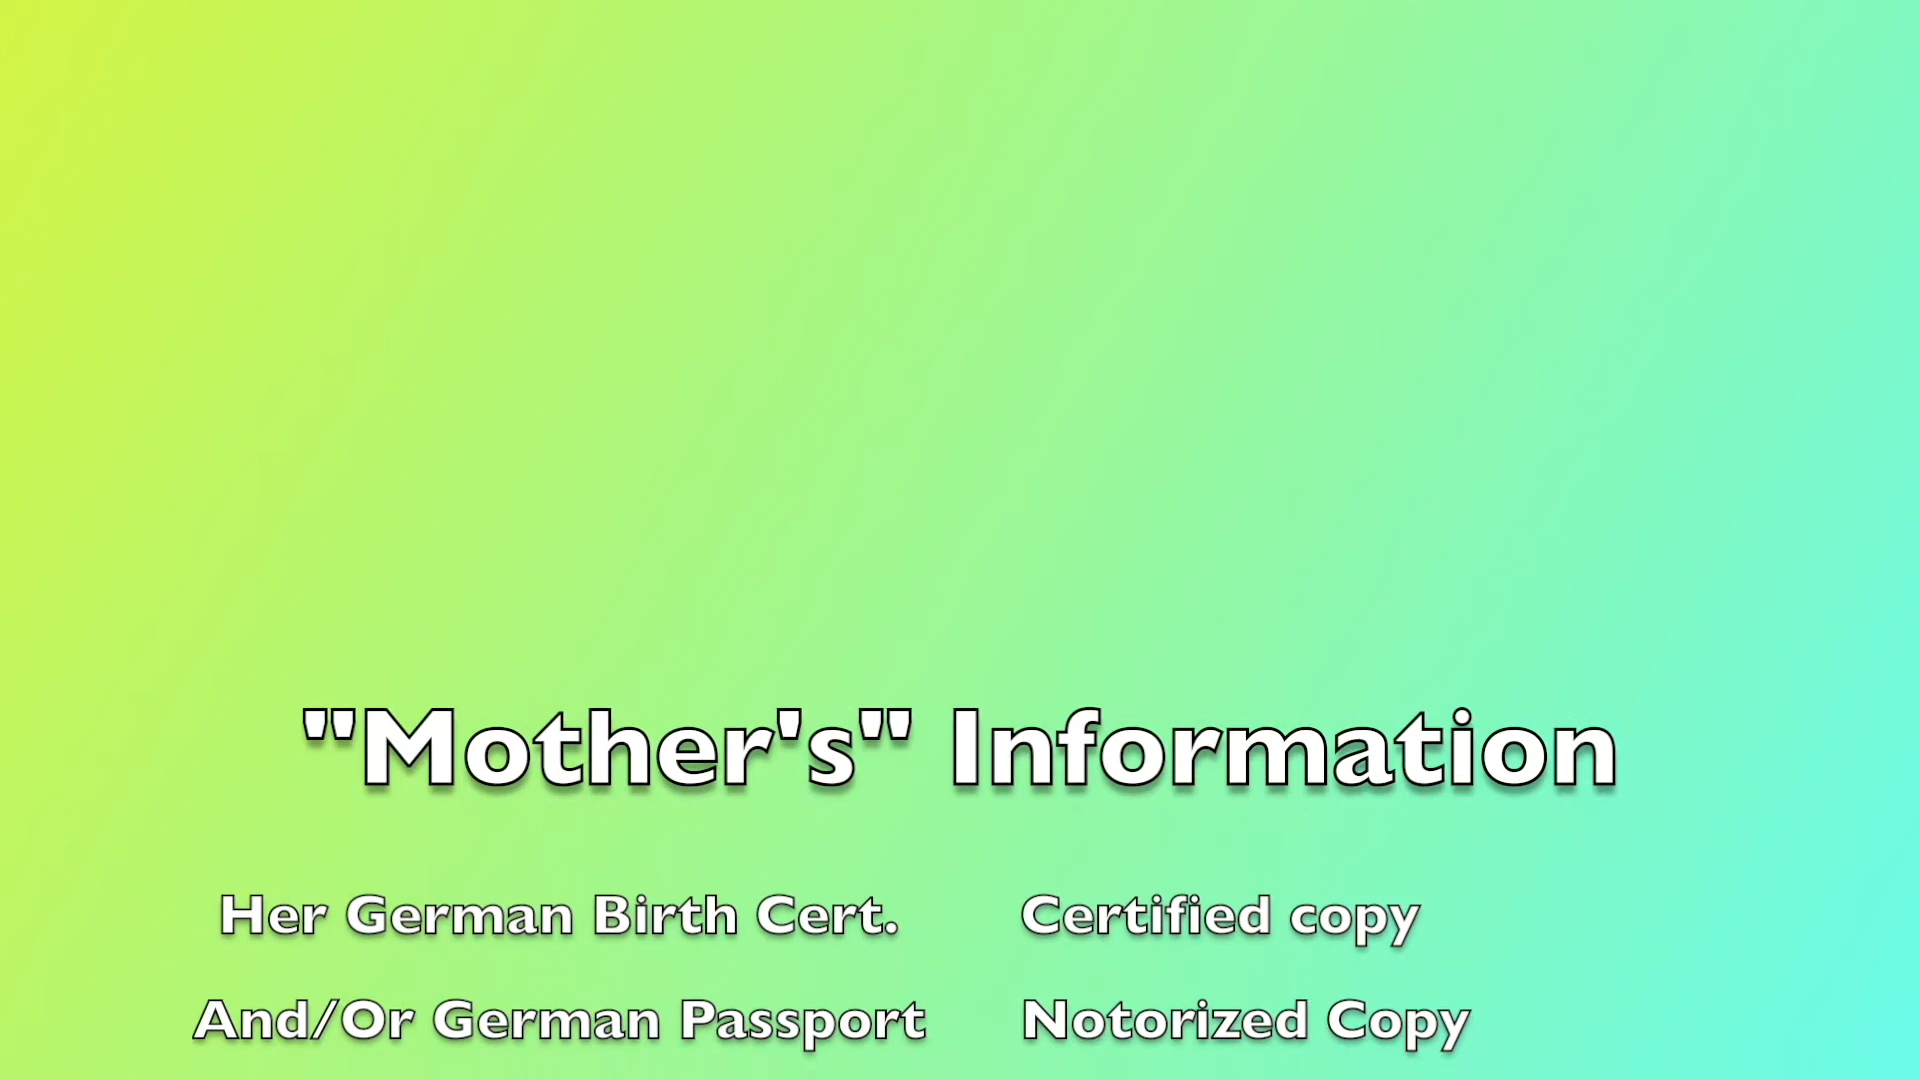 "Mother's" Information
Her German Birth Cert. Certified copy
And/Or German Passport Notorized Copy